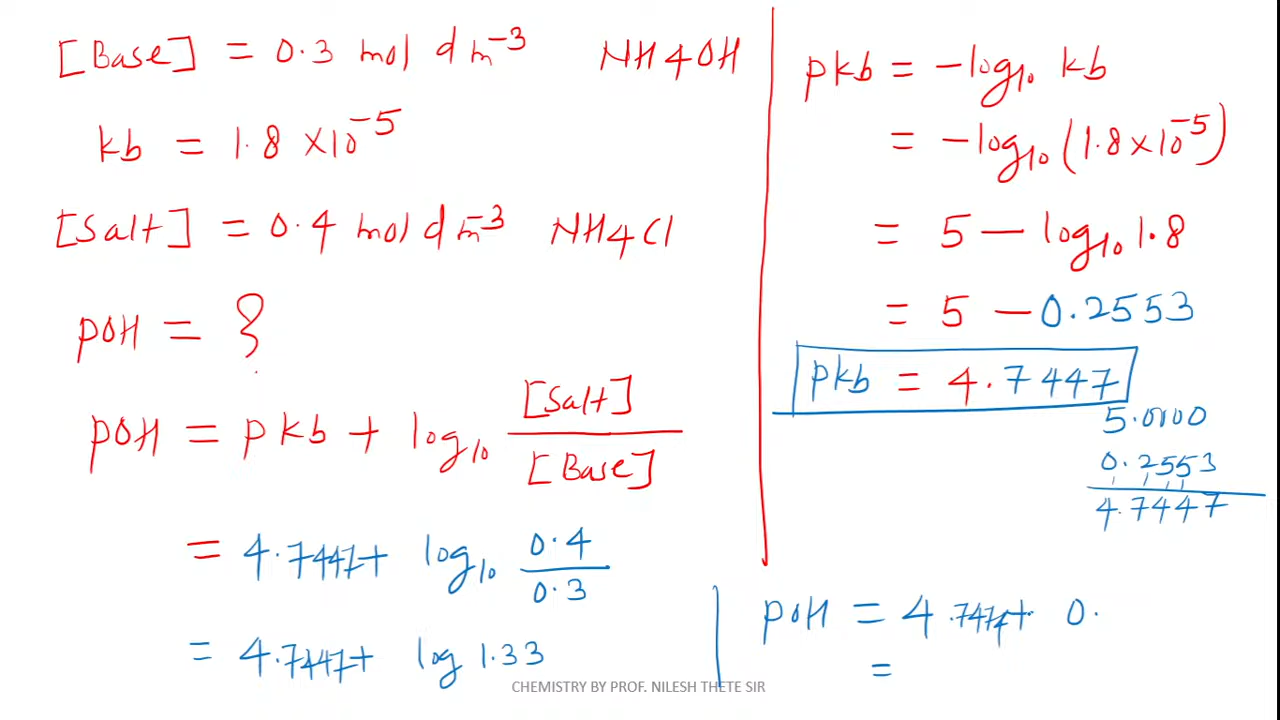 [Base] = 0.3 mol dm⁻³ NH4OH
kb = 1.8 ×10⁻⁵
[Salt] = 0.4 mol dm⁻³ NH4Cl
pOH = ?
pOH = pkb + log₁₀ [Salt] / [Base]
= 4.7447+ log₁₀ 0.4 / 0.3
= 4.7447+ log 1.33
pkb = -log₁₀ kb
= -log₁₀ (1.8×10⁻⁵)
= 5 - log₁₀ 1.8
= 5 - 0.2553
pkb = 4.7447
5.0000
0.2553
4.7447
pOH = 4.7447+ 0.
=
CHEMISTRY BY PROF. NILESH THETE SIR